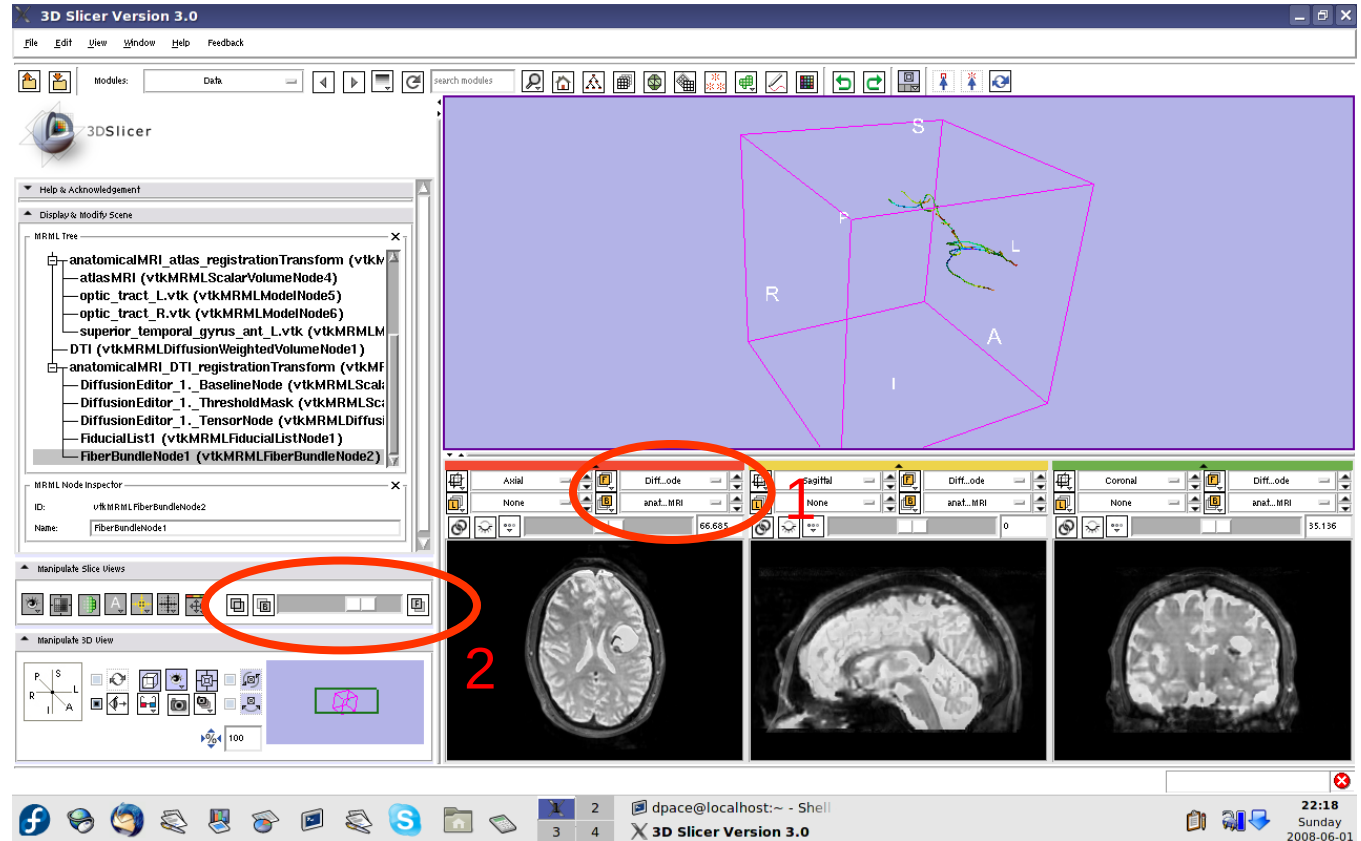 3D Slicer Version 3.0
File Edit View Window Help Feedback
Modules: Data search modules
3DSlicer
Help & Acknowledgement
Display & Modify Scene
MRML Tree
anatomicalMRI_atlas_registrationTransform (vtkM
atlasMRI (vtkMRMLScalarVolumeNode4)
optic_tract_L.vtk (vtkMRMLModelNode5)
optic_tract_R.vtk (vtkMRMLModelNode6)
superior_temporal_gyrus_ant_L.vtk (vtkMRMLM
DTI (vtkMRMLDiffusionWeightedVolumeNode1)
anatomicalMRI_DTI_registrationTransform (vtkMR
DiffusionEditor_1._BaselineNode (vtkMRMLScala
DiffusionEditor_1._ThresholdMask (vtkMRMLSca
DiffusionEditor_1._TensorNode (vtkMRMLDiffusi
FiducialList1 (vtkMRMLFiducialListNode1)
FiberBundleNode1 (vtkMRMLFiberBundleNode2)
MRML Node Inspector
ID: vtkMRMLFiberBundleNode2
Name: FiberBundleNode1
Manipulate Slice Views
A B F
2
Manipulate 3D View
P S
R L
I A
% 100
S
P
L
R
A
I
Axial F Diff...ode
L None B anat...MRI
66.685
1
Sagittal F Diff...ode
L None B anat...MRI
0
Coronal F Diff...ode
L None B anat...MRI
35.136
1 2
3 4
dpace@localhost:~ - Shell
3D Slicer Version 3.0
22:18
Sunday
2008-06-01